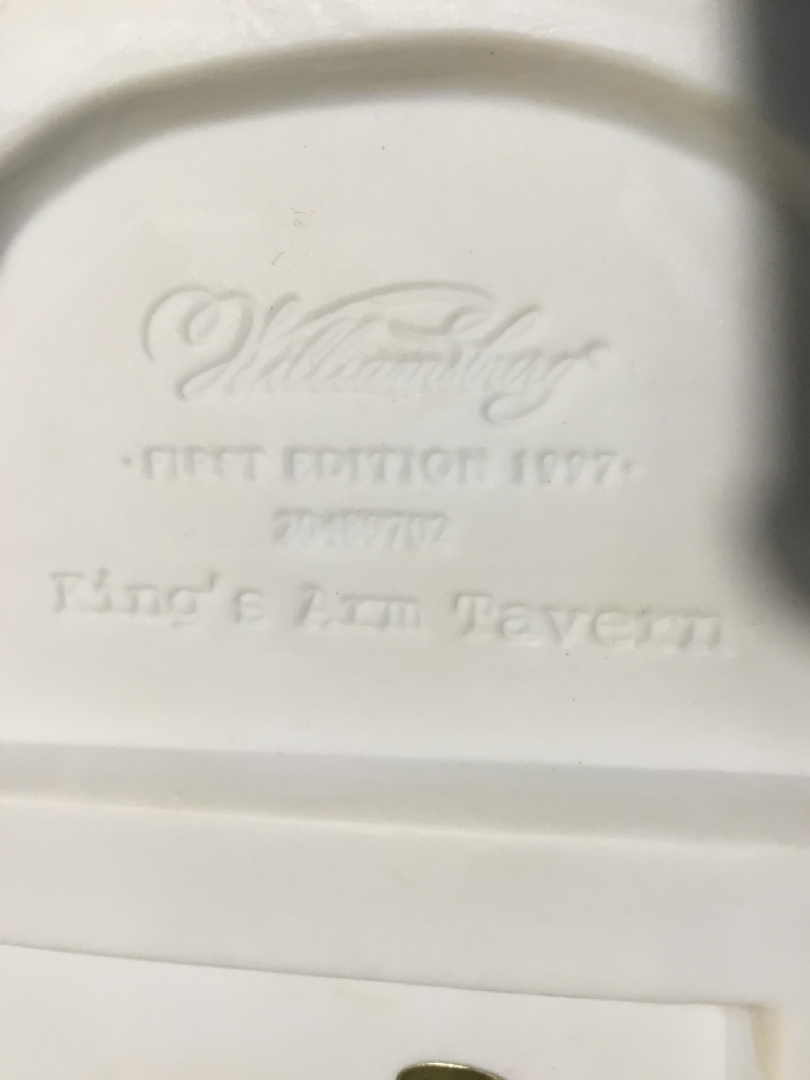 Williamsburg
·FIRST EDITION 1997·
King's Arm Tavern